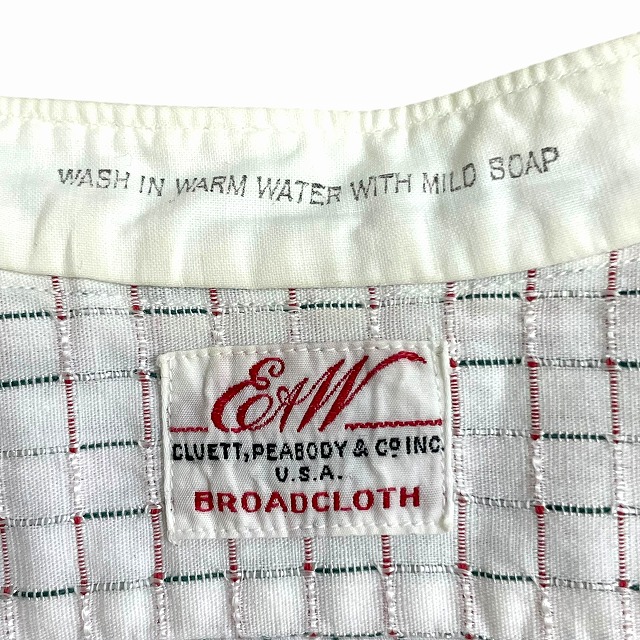 WASH IN WARM WATER WITH MILD SOAP
E&W
CLUETT, PEABODY & CO INC.
U.S.A.
BROADCLOTH